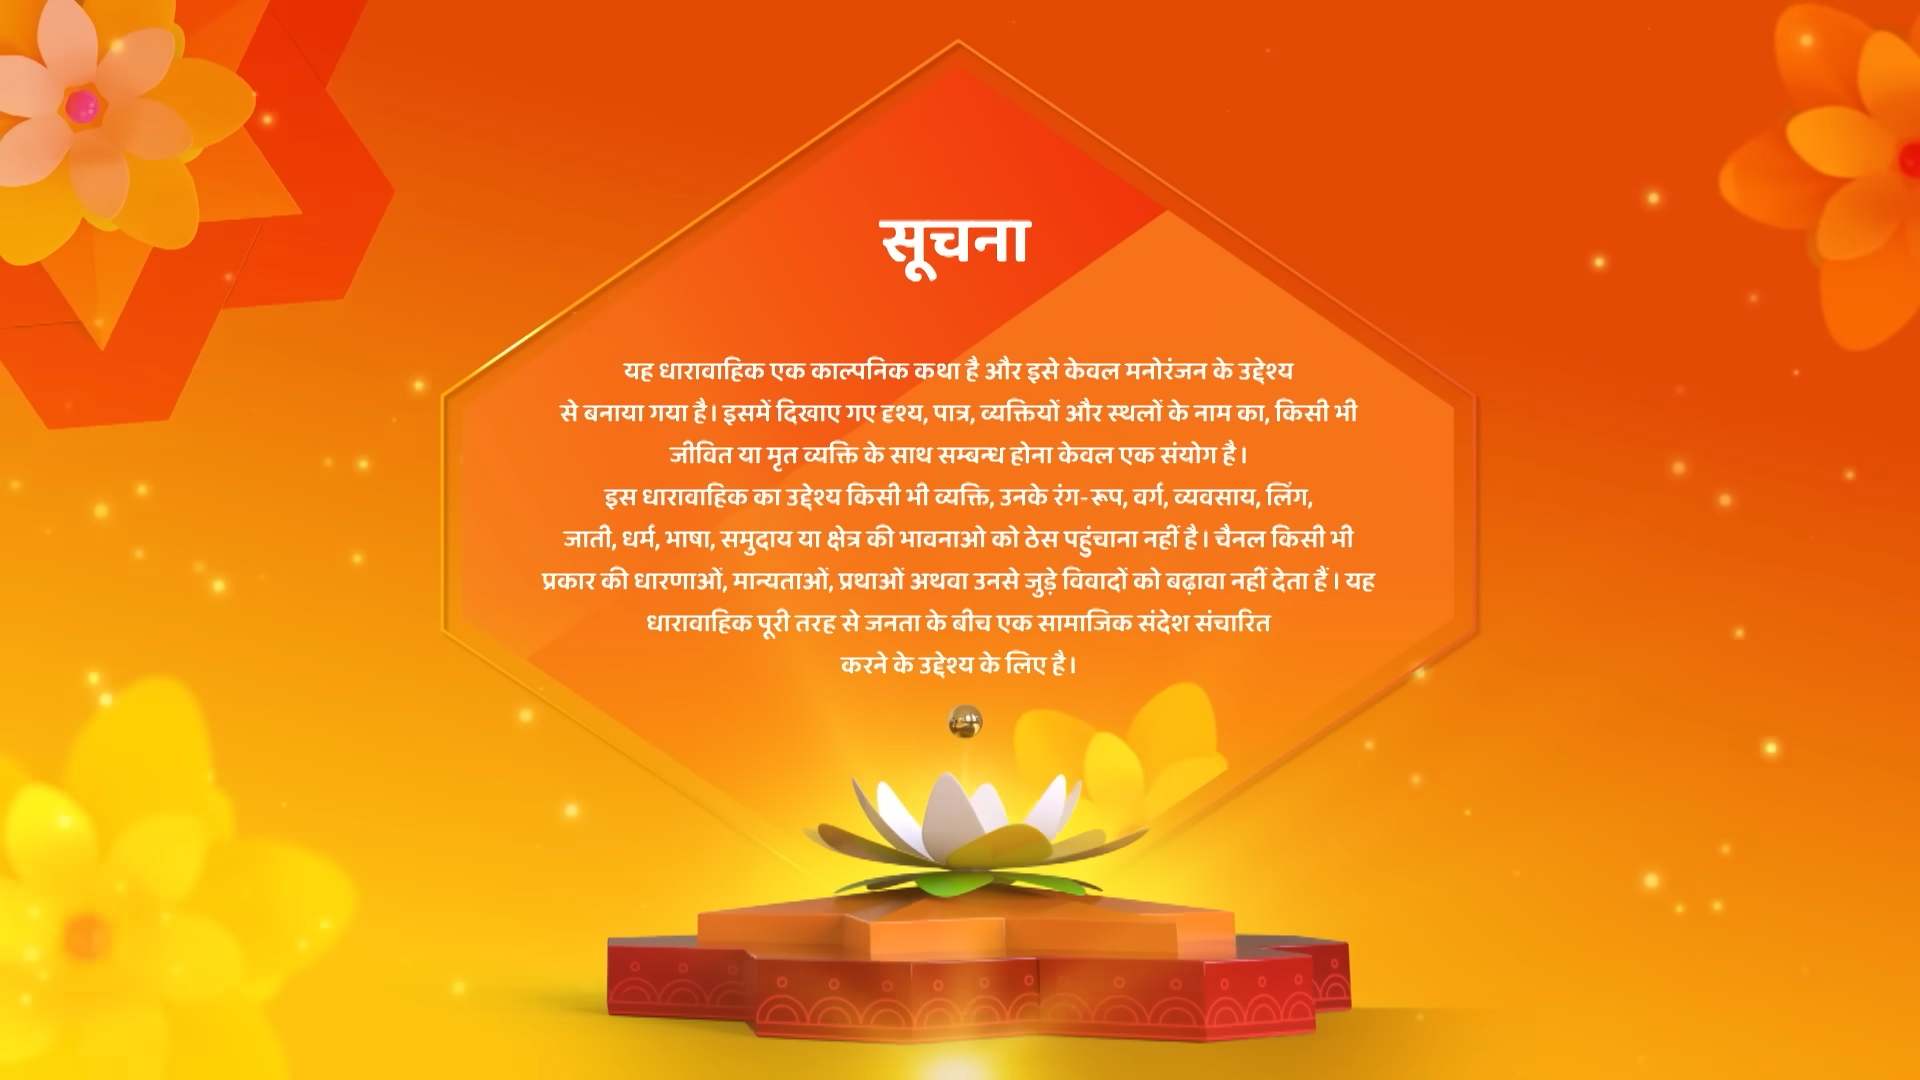 सूचना
यह धारावाहिक एक काल्पनिक कथा है और इसे केवल मनोरंजन के उद्देश्य
से बनाया गया है। इसमें दिखाए गए दृश्य, पात्र, व्यक्तियों और स्थलों के नाम का, किसी भी
जीवित या मृत व्यक्ति के साथ सम्बन्ध होना केवल एक संयोग है।
इस धारावाहिक का उद्देश्य किसी भी व्यक्ति, उनके रंग-रूप, वर्ग, व्यवसाय, लिंग,
जाती, धर्म, भाषा, समुदाय या क्षेत्र की भावनाओ को ठेस पहुंचाना नहीं है। चैनल किसी भी
प्रकार की धारणाओं, मान्यताओं, प्रथाओं अथवा उनसे जुड़े विवादों को बढ़ावा नहीं देता हैं। यह
धारावाहिक पूरी तरह से जनता के बीच एक सामाजिक संदेश संचारित
करने के उद्देश्य के लिए है।